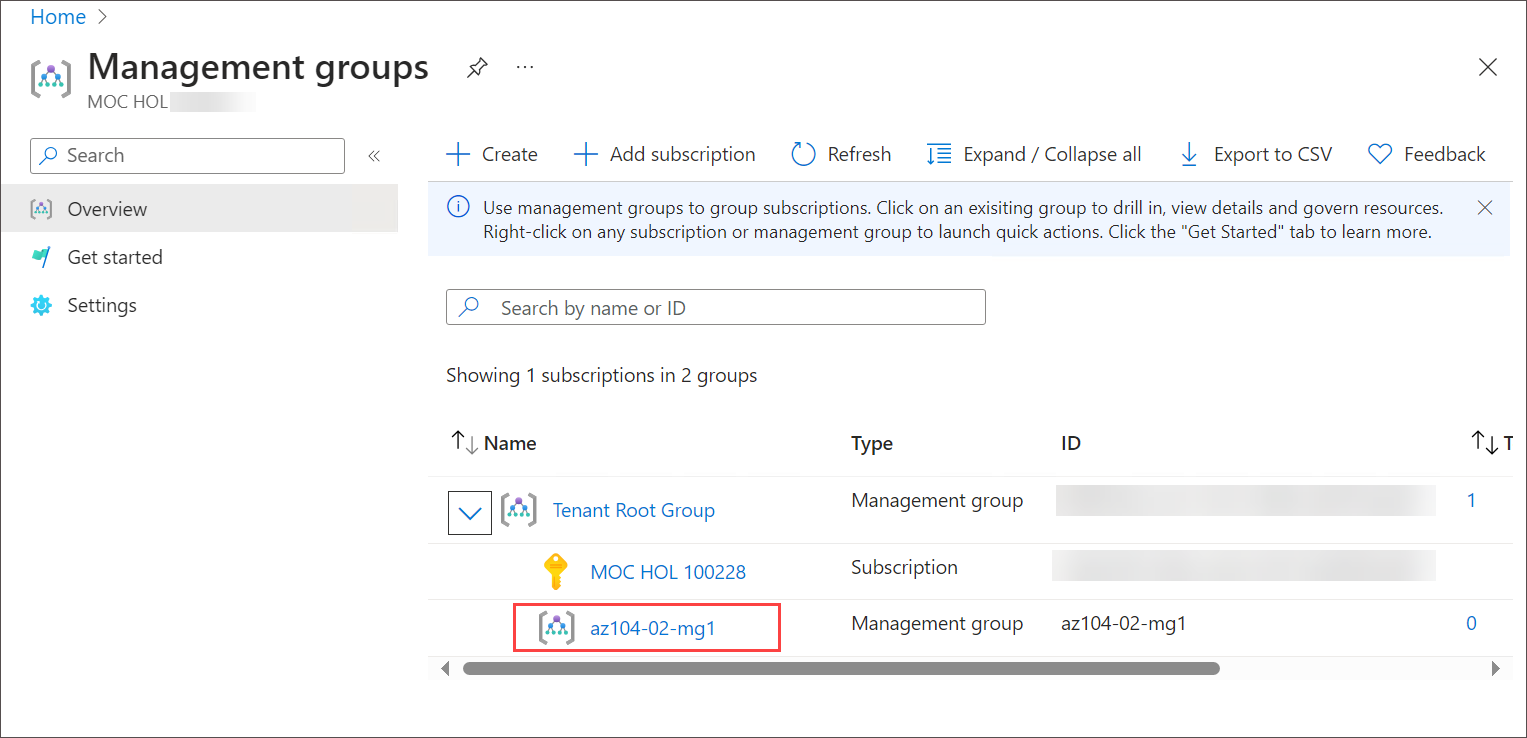 Home
Management groups
MOC HOL
Search
Create
Add subscription
Refresh
Expand / Collapse all
Export to CSV
Feedback
Overview
Get started
Settings
Use management groups to group subscriptions. Click on an exisiting group to drill in, view details and govern resources.
Right-click on any subscription or management group to launch quick actions. Click the "Get Started" tab to learn more.
Search by name or ID
Showing 1 subscriptions in 2 groups
Name Type ID T
Tenant Root Group Management group 1
MOC HOL 100228 Subscription
az104-02-mg1 Management group az104-02-mg1 0